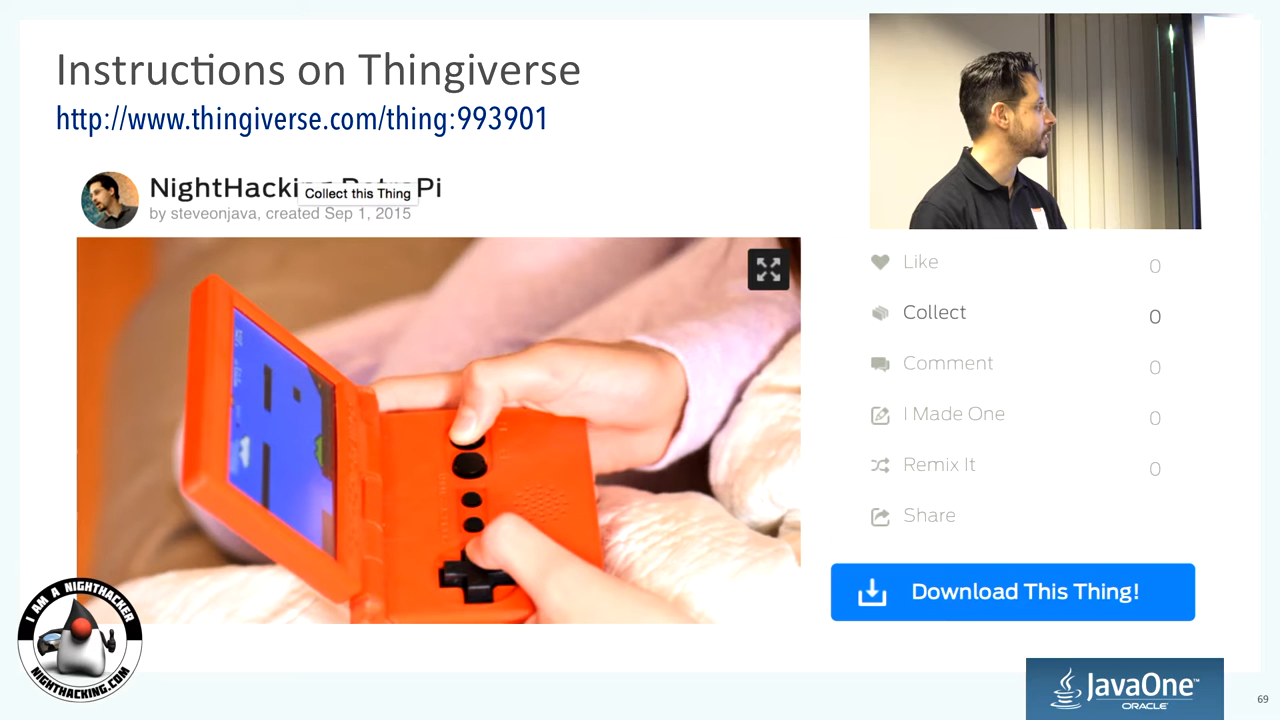 Instructions on Thingiverse
http://www.thingiverse.com/thing:993901
NightHacki Pi
Collect this Thing
by steveonjava, created Sep 1, 2015
Like 0
Collect 0
Comment 0
I Made One 0
Remix It 0
Share
Download This Thing!
I AM A NIGHTHACKER
NIGHTHACKING.COM
JavaOne™
ORACLE
69